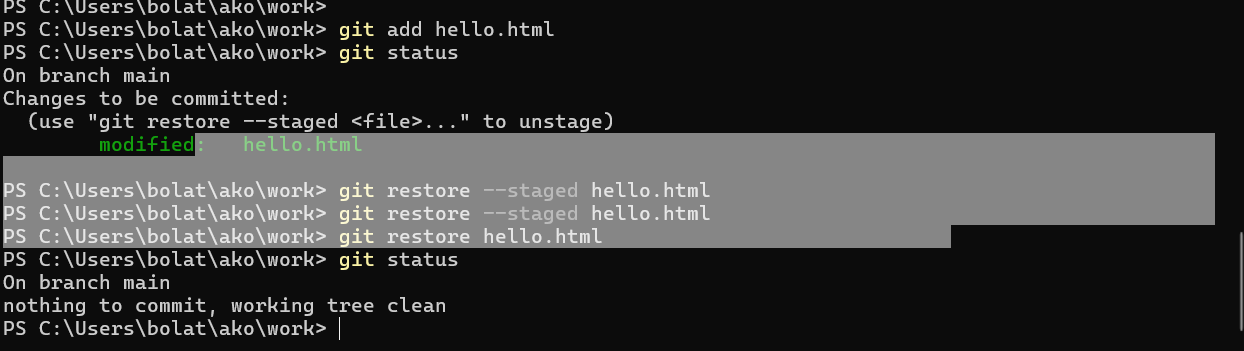 PS C:\Users\bolat\ako\work>
PS C:\Users\bolat\ako\work> git add hello.html
PS C:\Users\bolat\ako\work> git status
On branch main
Changes to be committed:
  (use "git restore --staged <file>..." to unstage)
        modified:   hello.html

PS C:\Users\bolat\ako\work> git restore --staged hello.html
PS C:\Users\bolat\ako\work> git restore --staged hello.html
PS C:\Users\bolat\ako\work> git restore hello.html
PS C:\Users\bolat\ako\work> git status
On branch main
nothing to commit, working tree clean
PS C:\Users\bolat\ako\work>